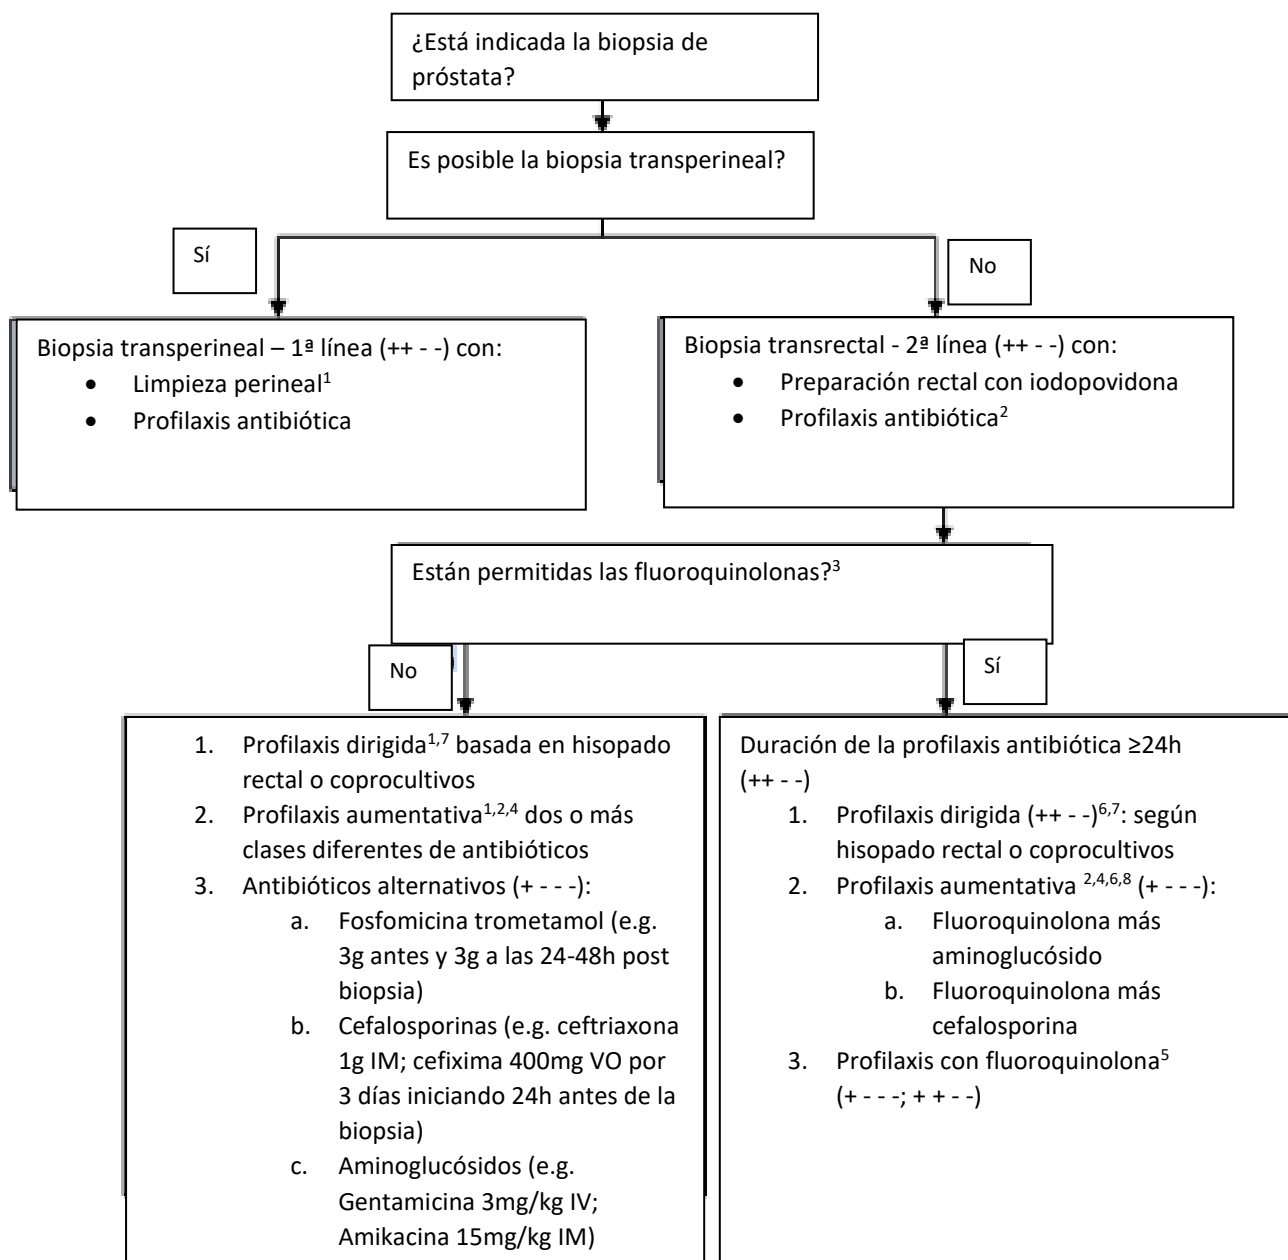 ¿Está indicada la biopsia de
próstata?
Es posible la biopsia transperineal?
Sí
No
Biopsia transperineal – 1ª línea (++ - -) con:
• Limpieza perineal¹
• Profilaxis antibiótica
Biopsia transrectal - 2ª línea (++ - -) con:
• Preparación rectal con iodopovidona
• Profilaxis antibiótica²
Están permitidas las fluoroquinolonas?³
No
Sí
1. Profilaxis dirigida¹,⁷ basada en hisopado
rectal o coprocultivos
2. Profilaxis aumentativa¹,²,⁴ dos o más
clases diferentes de antibióticos
3. Antibióticos alternativos (+ - - -):
a. Fosfomicina trometamol (e.g.
3g antes y 3g a las 24-48h post
biopsia)
b. Cefalosporinas (e.g. ceftriaxona
1g IM; cefixima 400mg VO por
3 días iniciando 24h antes de la
biopsia)
c. Aminoglucósidos (e.g.
Gentamicina 3mg/kg IV;
Amikacina 15mg/kg IM)
Duración de la profilaxis antibiótica ≥24h
(++ - -)
1. Profilaxis dirigida (++ - -)⁶,⁷: según
hisopado rectal o coprocultivos
2. Profilaxis aumentativa ²,⁴,⁶,⁸ (+ - - -):
a. Fluoroquinolona más
aminoglucósido
b. Fluoroquinolona más
cefalosporina
3. Profilaxis con fluoroquinolona⁵
(+ - - -; + + - -)